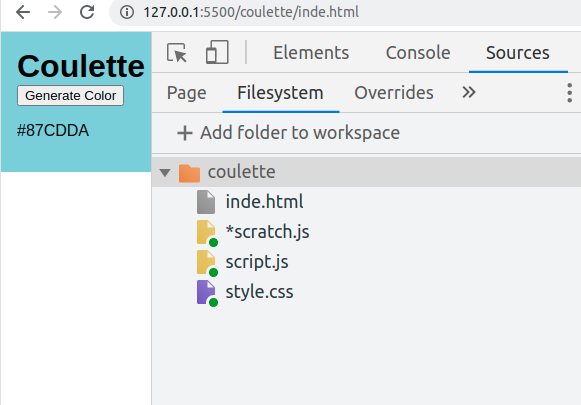 127.0.0.1:5500/coulette/inde.html
Coulette
Generate Color
#87CDDA
Elements Console Sources
Page Filesystem Overrides »
+ Add folder to workspace
coulette
inde.html
*scratch.js
script.js
style.css